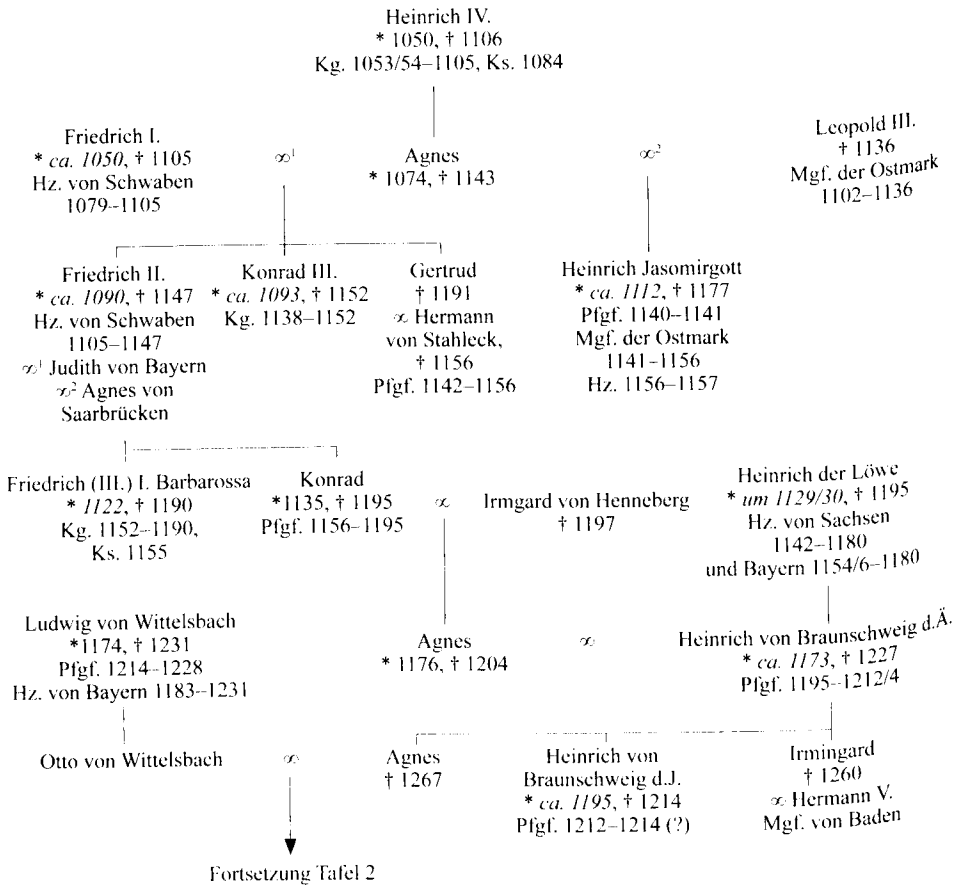 Heinrich IV.
* 1050, † 1106
Kg. 1053/54–1105, Ks. 1084
Friedrich I.
* ca. 1050, † 1105
Hz. von Schwaben
1079–1105
∞¹
Agnes
* 1074, † 1143
∞²
Leopold III.
† 1136
Mgf. der Ostmark
1102–1136
Friedrich II.
* ca. 1090, † 1147
Hz. von Schwaben
1105–1147
∞¹ Judith von Bayern
∞² Agnes von
Saarbrücken
Konrad III.
* ca. 1093, † 1152
Kg. 1138–1152
Gertrud
† 1191
∞ Hermann
von Stahleck,
† 1156
Pfgf. 1142–1156
Heinrich Jasomirgott
* ca. 1112, † 1177
Pfgf. 1140–1141
Mgf. der Ostmark
1141–1156
Hz. 1156–1157
Friedrich (III.) I. Barbarossa
* 1122, † 1190
Kg. 1152–1190,
Ks. 1155
Konrad
*1135, † 1195
Pfgf. 1156–1195
∞
Irmgard von Henneberg
† 1197
Heinrich der Löwe
* um 1129/30, † 1195
Hz. von Sachsen
1142–1180
und Bayern 1154/6–1180
Ludwig von Wittelsbach
*1174, † 1231
Pfgf. 1214–1228
Hz. von Bayern 1183–1231
Agnes
* 1176, † 1204
∞
Heinrich von Braunschweig d.Ä.
* ca. 1173, † 1227
Pfgf. 1195–1212/4
Otto von Wittelsbach
∞
Agnes
† 1267
Heinrich von
Braunschweig d.J.
* ca. 1195, † 1214
Pfgf. 1212–1214 (?)
Irmingard
† 1260
∞ Hermann V.
Mgf. von Baden
Fortsetzung Tafel 2